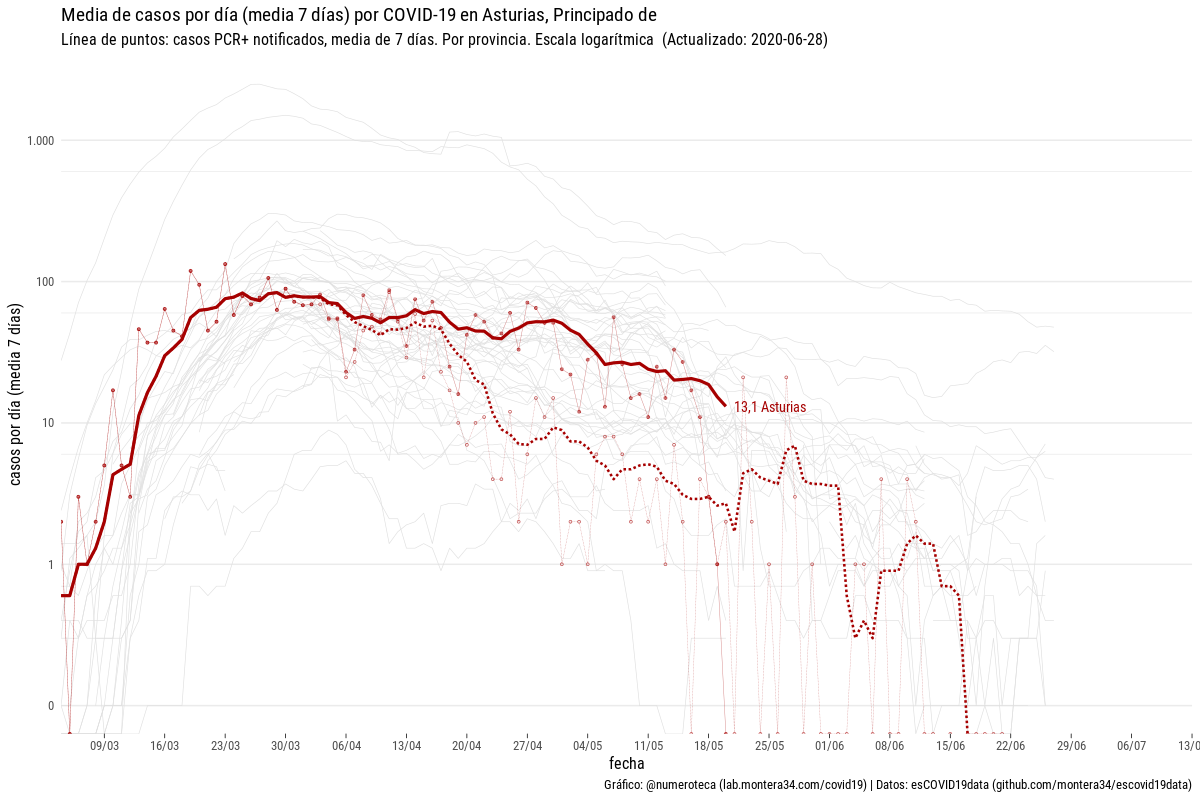 Media de casos por día (media 7 días) por COVID-19 en Asturias, Principado de
Línea de puntos: casos PCR+ notificados, media de 7 días. Por provincia. Escala logarítmica  (Actualizado: 2020-06-28)
casos por día (media 7 días)
1.000
100
10
1
0
13,1 Asturias
09/03 16/03 23/03 30/03 06/04 13/04 20/04 27/04 04/05 11/05 18/05 25/05 01/06 08/06 15/06 22/06 29/06 06/07 13/0
fecha
Gráfico: @numeroteca (lab.montera34.com/covid19) | Datos: esCOVID19data (github.com/montera34/escovid19data)